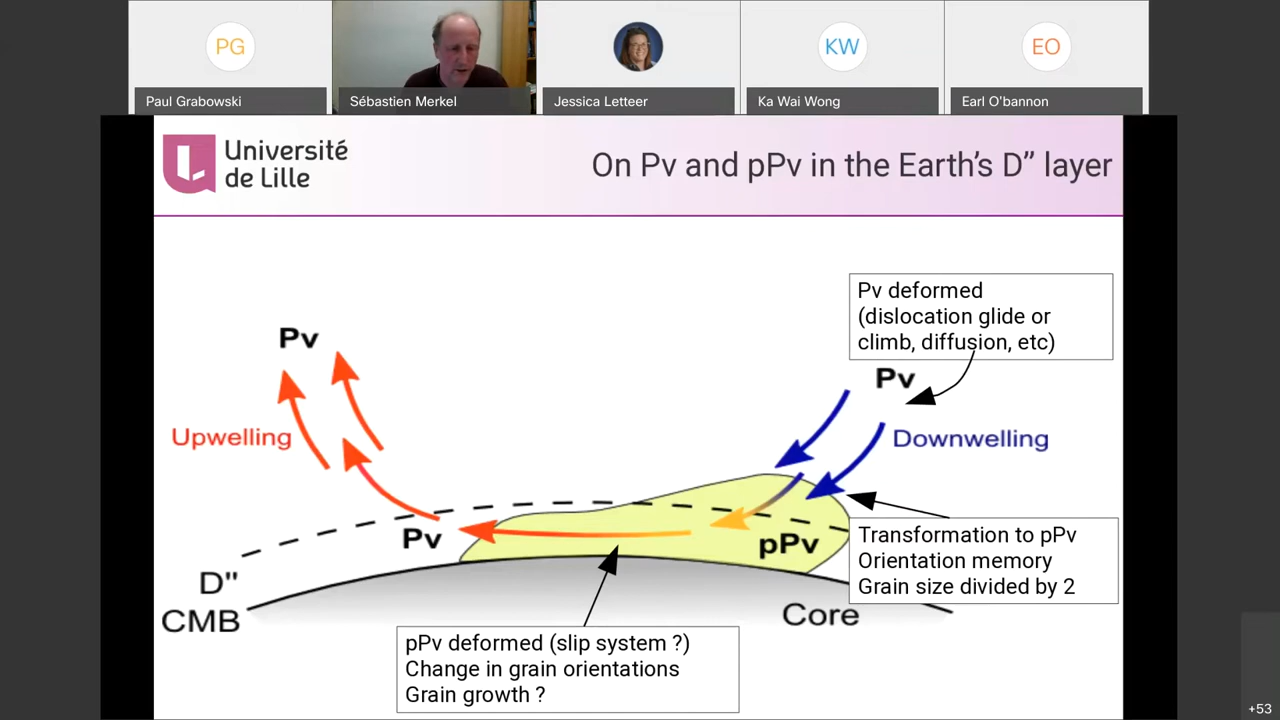 PG
KW
EO
Paul Grabowski
Sébastien Merkel
Jessica Letteer
Ka Wai Wong
Earl O'bannon
Université
de Lille
On Pv and pPv in the Earth's D” layer
Pv deformed
(dislocation glide or
climb, diffusion, etc)
Pv
Pv
Upwelling
Downwelling
Pv
pPv
Transformation to pPv
Orientation memory
Grain size divided by 2
D"
CMB
Core
pPv deformed (slip system ?)
Change in grain orientations
Grain growth ?
+53